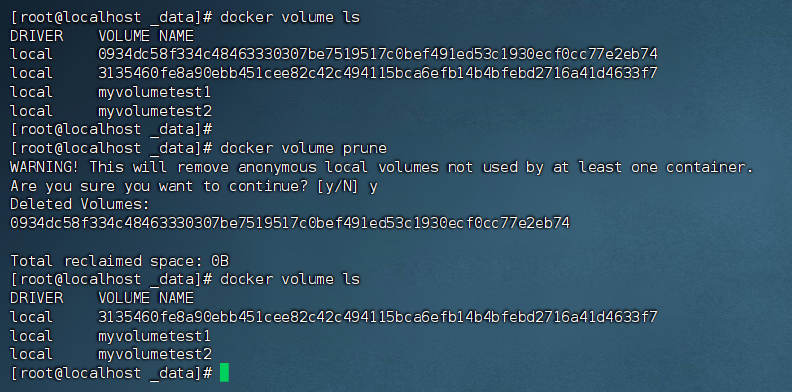 [root@localhost _data]# docker volume ls
DRIVER    VOLUME NAME
local     0934dc58f334c48463330307be7519517c0bef491ed53c1930ecf0cc77e2eb74
local     3135460fe8a90ebb451cee82c42c494115bca6efb14b4bfebd2716a41d4633f7
local     myvolumetest1
local     myvolumetest2
[root@localhost _data]#
[root@localhost _data]# docker volume prune
WARNING! This will remove anonymous local volumes not used by at least one container.
Are you sure you want to continue? [y/N] y
Deleted Volumes:
0934dc58f334c48463330307be7519517c0bef491ed53c1930ecf0cc77e2eb74

Total reclaimed space: 0B
[root@localhost _data]# docker volume ls
DRIVER    VOLUME NAME
local     3135460fe8a90ebb451cee82c42c494115bca6efb14b4bfebd2716a41d4633f7
local     myvolumetest1
local     myvolumetest2
[root@localhost _data]#